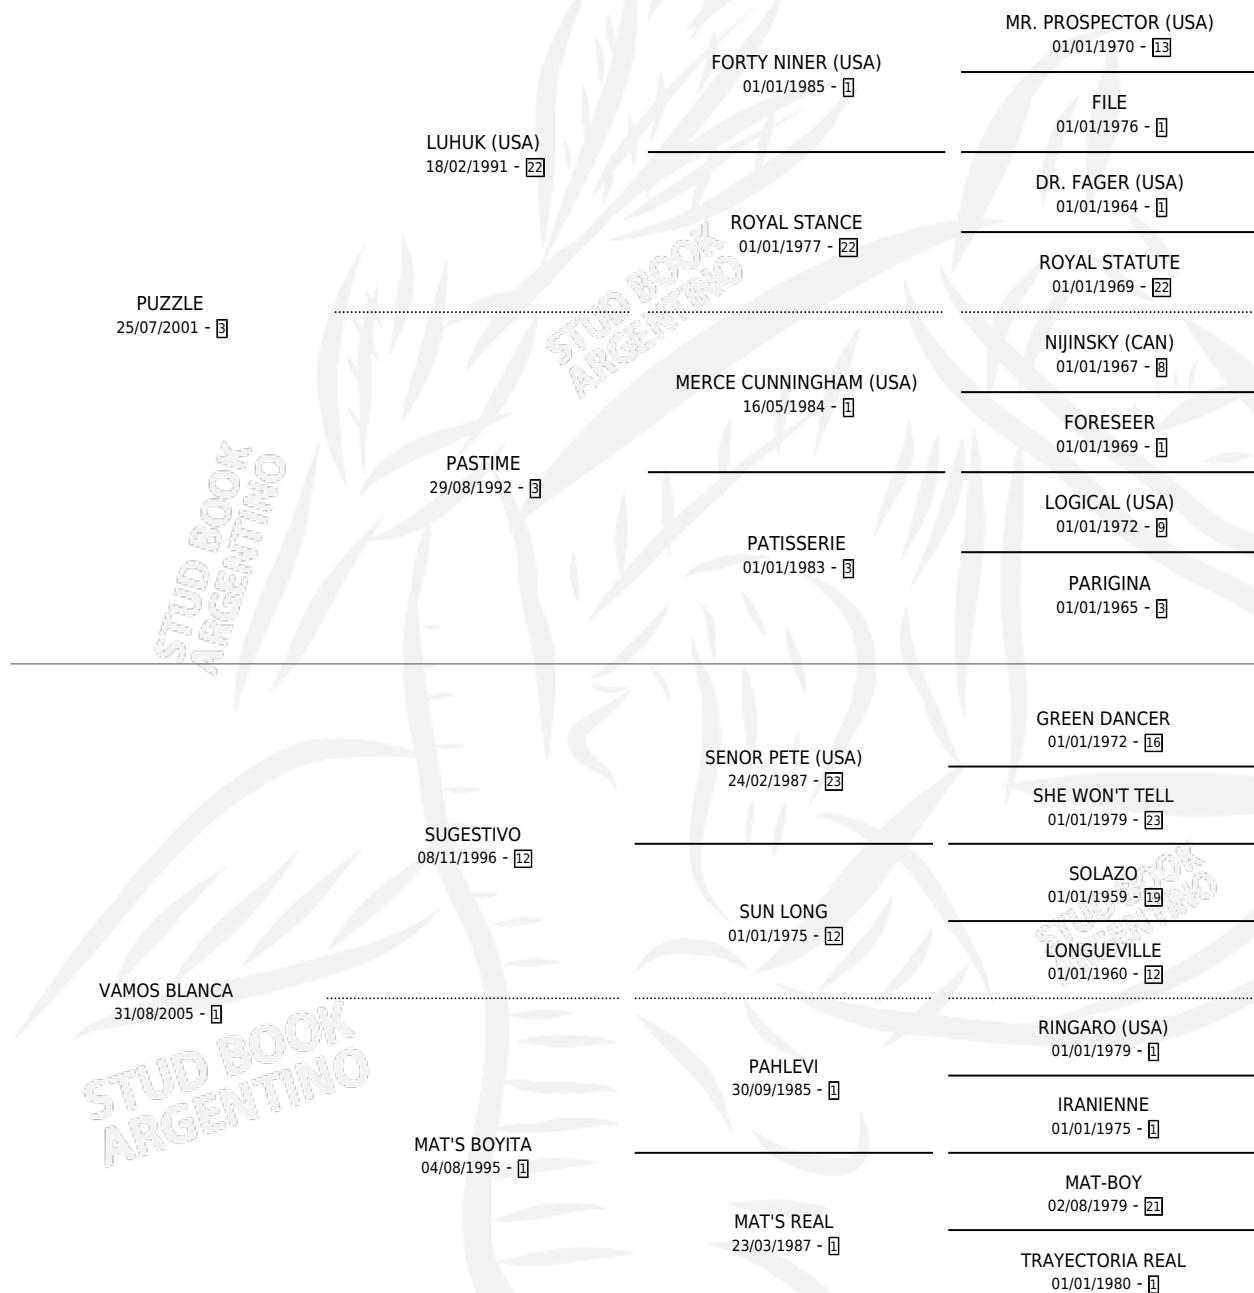 MR. PROSPECTOR (USA)
01/01/1970 - 13
FORTY NINER (USA)
01/01/1985 - 1
FILE
01/01/1976 - 1
LUHUK (USA)
18/02/1991 - 22
DR. FAGER (USA)
01/01/1964 - 1
ROYAL STANCE
01/01/1977 - 22
ROYAL STATUTE
01/01/1969 - 22
PUZZLE
25/07/2001 - 3
NIJINSKY (CAN)
01/01/1967 - 8
MERCE CUNNINGHAM (USA)
16/05/1984 - 1
FORESEER
01/01/1969 - 1
PASTIME
29/08/1992 - 3
LOGICAL (USA)
01/01/1972 - 9
PATISSERIE
01/01/1983 - 3
PARIGINA
01/01/1965 - 3
GREEN DANCER
01/01/1972 - 16
SENOR PETE (USA)
24/02/1987 - 23
SHE WON'T TELL
01/01/1979 - 23
SUGESTIVO
08/11/1996 - 12
SOLAZO
01/01/1959 - 19
SUN LONG
01/01/1975 - 12
LONGUEVILLE
01/01/1960 - 12
VAMOS BLANCA
31/08/2005 - 1
RINGARO (USA)
01/01/1979 - 1
PAHLEVI
30/09/1985 - 1
IRANIENNE
01/01/1975 - 1
MAT'S BOYITA
04/08/1995 - 1
MAT-BOY
02/08/1979 - 21
MAT'S REAL
23/03/1987 - 1
TRAYECTORIA REAL
01/01/1980 - 1
STUD BOOK
ARGENTINO
STUD BOOK
ARGENTINO
STUD BOOK
ARGENTINO
STUD BOOK
ARGENTINO